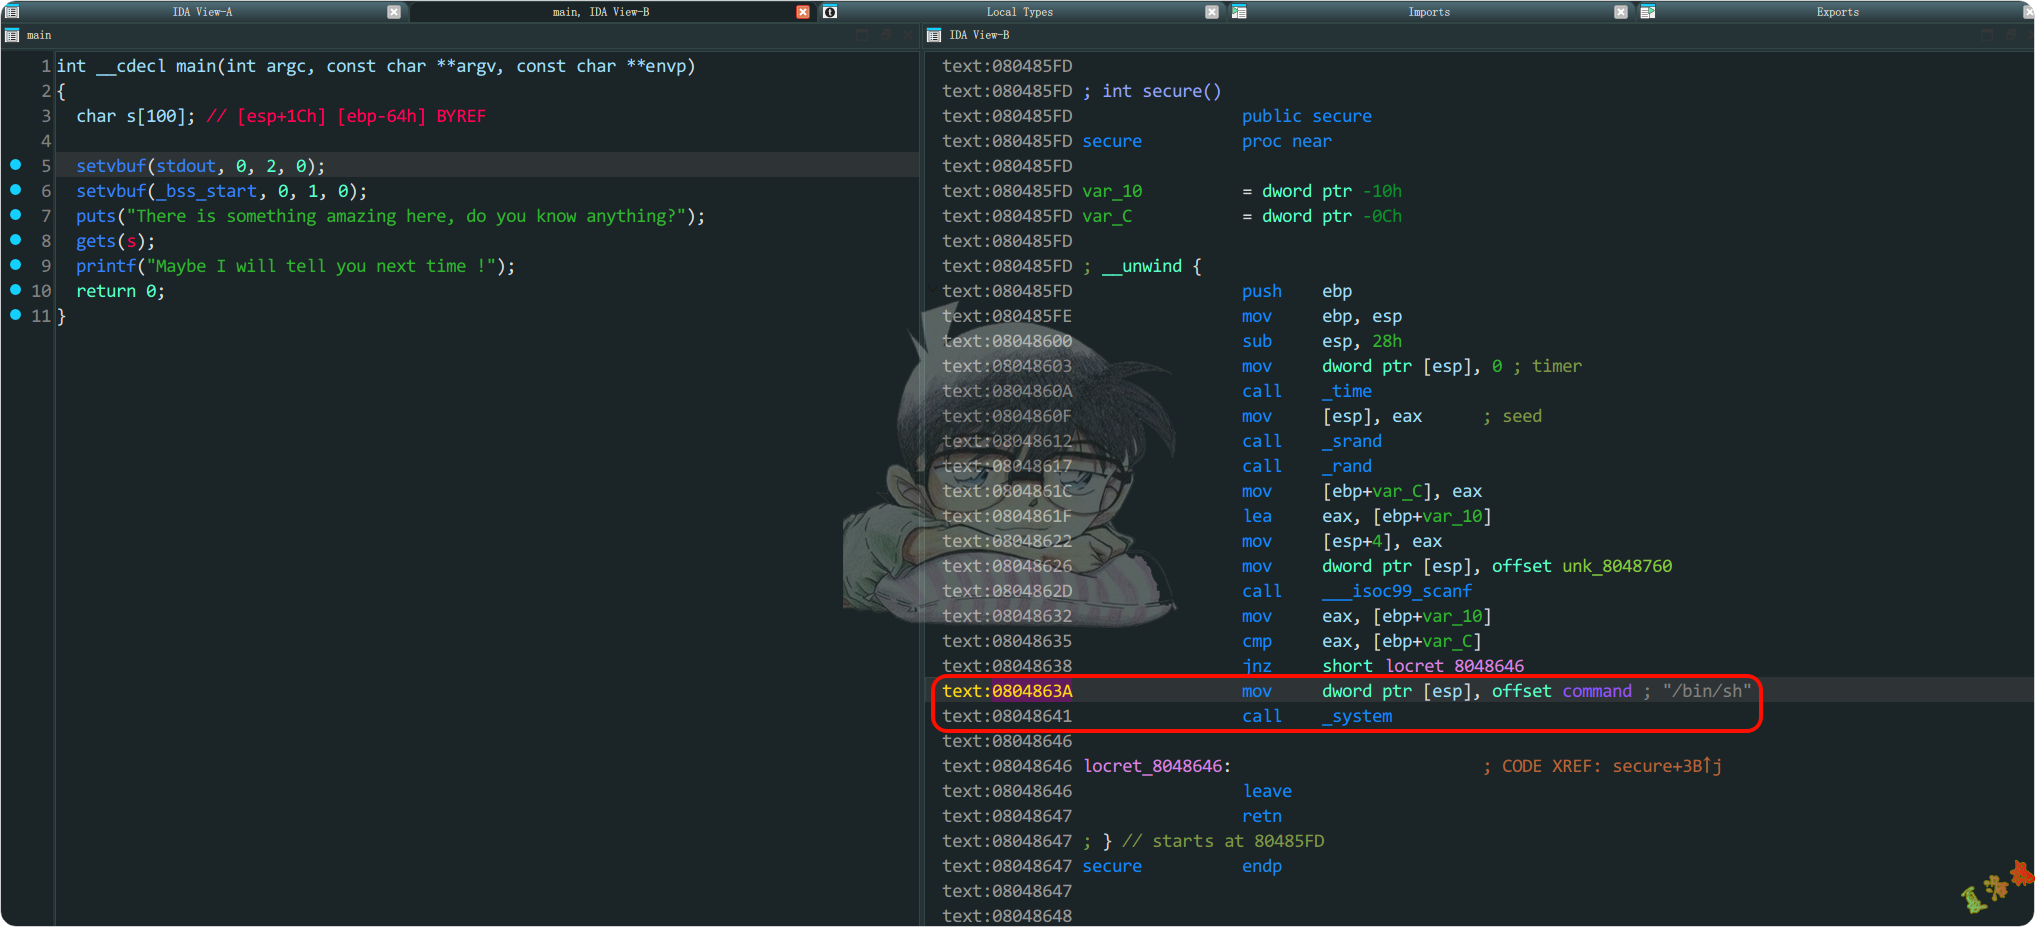 IDA View-A
main, IDA View-B
Local Types
Imports
Exports
main
1 int __cdecl main(int argc, const char **argv, const char **envp)
2 {
3 char s[100]; // [esp+1Ch] [ebp-64h] BYREF
4
5 setvbuf(stdout, 0, 2, 0);
6 setvbuf(_bss_start, 0, 1, 0);
7 puts("There is something amazing here, do you know anything?");
8 gets(s);
9 printf("Maybe I will tell you next time !");
10 return 0;
11 }
IDA View-B
text:080485FD
text:080485FD ; int secure()
text:080485FD public secure
text:080485FD secure proc near
text:080485FD
text:080485FD var_10 = dword ptr -10h
text:080485FD var_C = dword ptr -0Ch
text:080485FD
text:080485FD ; __unwind {
text:080485FD push ebp
text:080485FE mov ebp, esp
text:08048600 sub esp, 28h
text:08048603 mov dword ptr [esp], 0 ; timer
text:0804860A call _time
text:0804860F mov [esp], eax ; seed
text:08048612 call _srand
text:08048617 call _rand
text:0804861C mov [ebp+var_C], eax
text:0804861F lea eax, [ebp+var_10]
text:08048622 mov [esp+4], eax
text:08048626 mov dword ptr [esp], offset unk_8048760
text:0804862D call ___isoc99_scanf
text:08048632 mov eax, [ebp+var_10]
text:08048635 cmp eax, [ebp+var_C]
text:08048638 jnz short locret_8048646
text:0804863A mov dword ptr [esp], offset command ; "/bin/sh"
text:08048641 call _system
text:08048646
text:08048646 locret_8048646: ; CODE XREF: secure+3B↑j
text:08048646 leave
text:08048647 retn
text:08048647 ; } // starts at 80485FD
text:08048647 secure endp
text:08048647
text:08048648